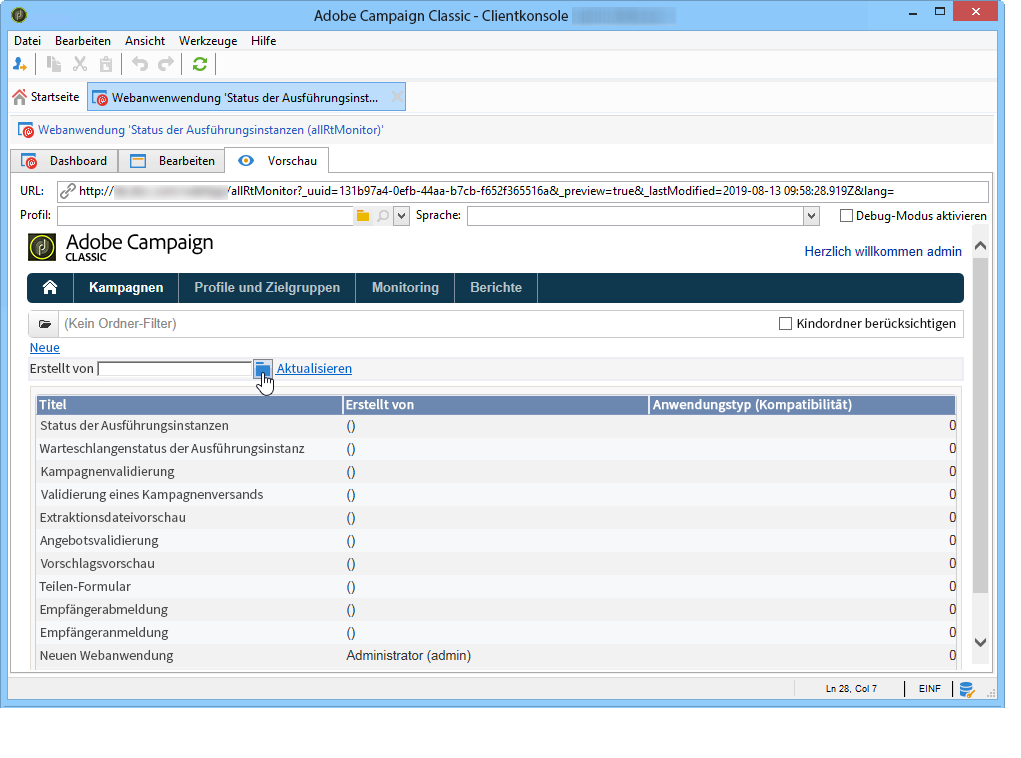 Adobe Campaign Classic - Clientkonsole
Datei Bearbeiten Ansicht Werkzeuge Hilfe
Startseite Webanwenwendung 'Status der Ausführungsinst...
Webanwendung 'Status der Ausführungsinstanzen (allRtMonitor)'
Dashboard Bearbeiten Vorschau
URL: http:// /allRtMonitor?_uuid=131b97a4-0efb-44aa-b7cb-f652f365516a&_preview=true&_lastModified=2019-08-13 09:58:28.919Z&lang=
Profil: Sprache: Debug-Modus aktivieren
Adobe Campaign
CLASSIC
Herzlich willkommen admin
Kampagnen Profile und Zielgruppen Monitoring Berichte
(Kein Ordner-Filter) Kindordner berücksichtigen
Neue
Erstellt von Aktualisieren
Titel Erstellt von Anwendungstyp (Kompatibilität)
Status der Ausführungsinstanzen () 0
Warteschlangenstatus der Ausführungsinstanz () 0
Kampagnenvalidierung () 0
Validierung eines Kampagnenversands () 0
Extraktionsdateivorschau () 0
Angebotsvalidierung () 0
Vorschlagsvorschau () 0
Teilen-Formular () 0
Empfängerabmeldung () 0
Empfängeranmeldung () 0
Neuen Webanwendung Administrator (admin) 0
Ln 28, Col 7 EINF